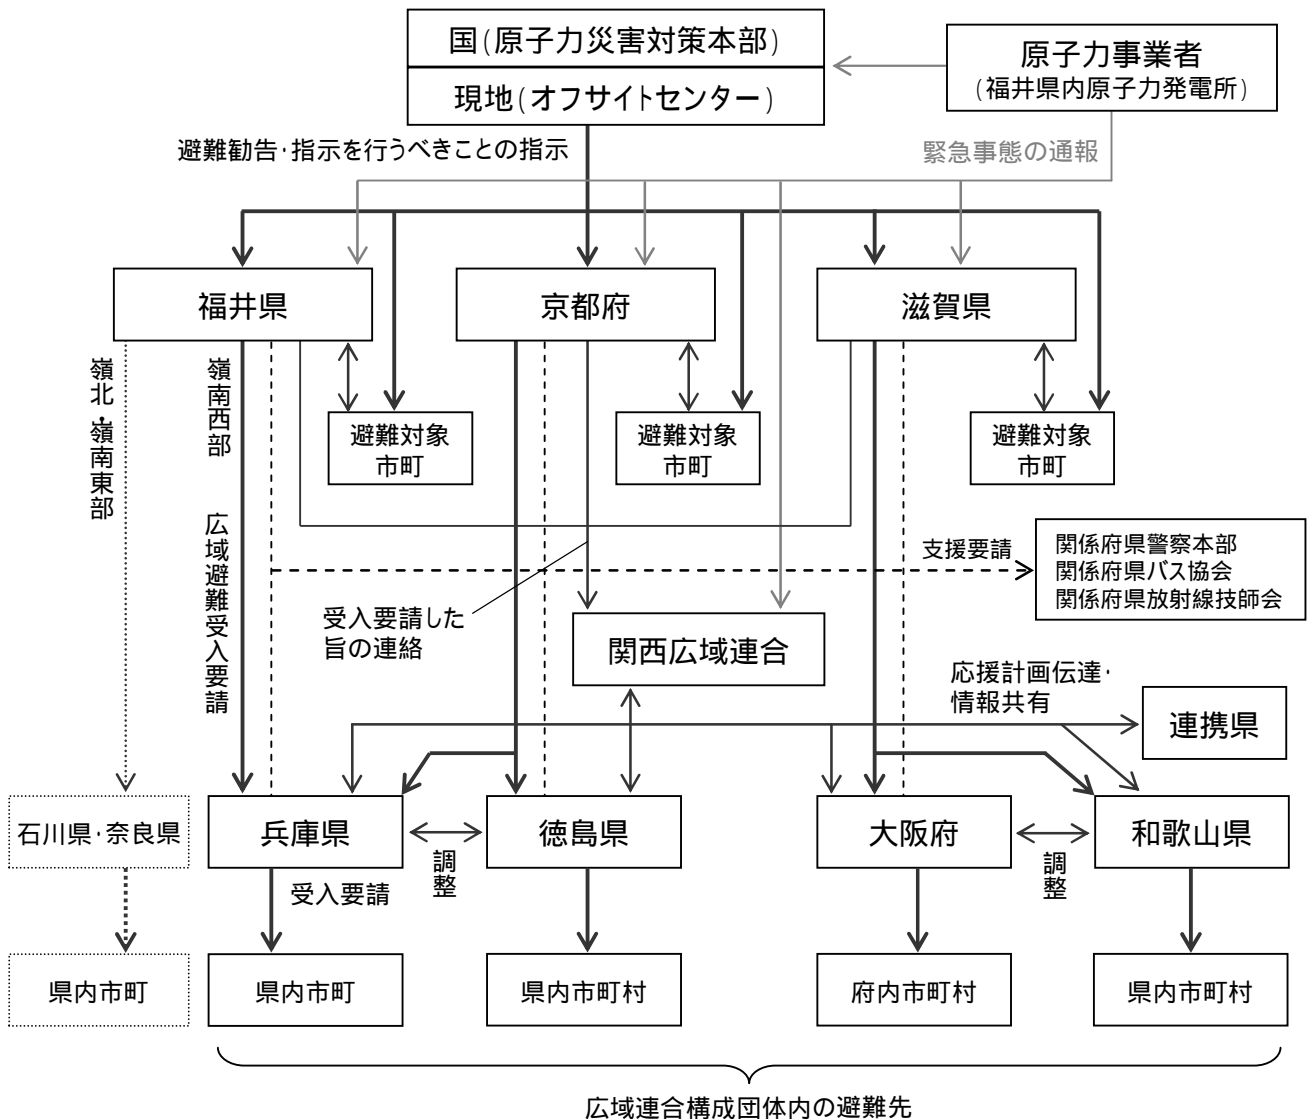 国(原子力災害対策本部)
現地(オフサイトセンター)
原子力事業者
(福井県内原子力発電所)
避難勧告・指示を行うべきことの指示
緊急事態の通報
福井県
京都府
滋賀県
嶺北・嶺南東部
嶺南西部
広域避難受入要請
避難対象
市町
避難対象
市町
避難対象
市町
支援要請
関係府県警察本部
関係府県バス協会
関係府県放射線技師会
受入要請した
旨の連絡
関西広域連合
応援計画伝達・
情報共有
連携県
石川県・奈良県
兵庫県
徳島県
大阪府
和歌山県
調整
調整
受入要請
県内市町
県内市町
県内市町村
府内市町村
県内市町村
広域連合構成団体内の避難先